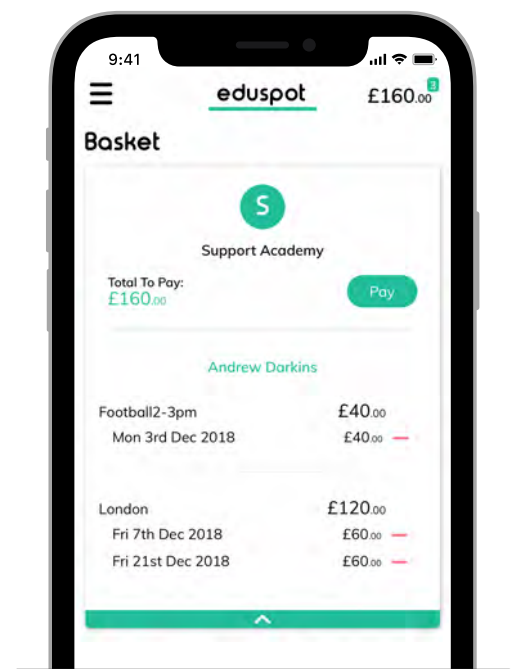 9:41
eduspot
£160.00
3
Basket
S
Support Academy
Total To Pay:
£160.00
Pay
Andrew Darkins
Football2-3pm £40.00
Mon 3rd Dec 2018 £40.00
London £120.00
Fri 7th Dec 2018 £60.00
Fri 21st Dec 2018 £60.00